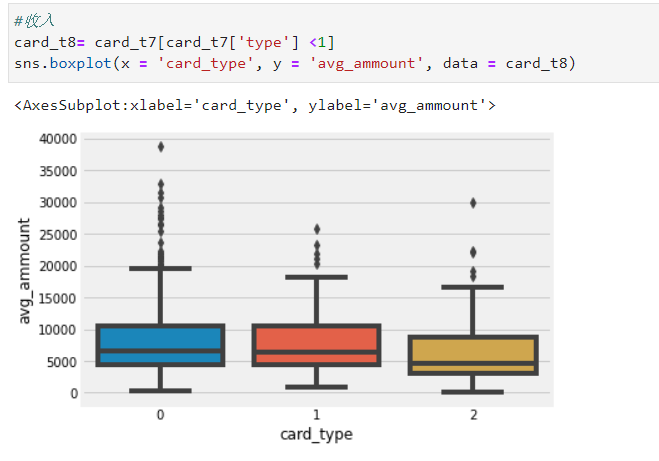 #收入
card_t8= card_t7[card_t7['type'] <1]
sns.boxplot(x = 'card_type', y = 'avg_ammount', data = card_t8)
<AxesSubplot:xlabel='card_type', ylabel='avg_ammount'>
40000
35000
30000
25000
20000
15000
10000
5000
0
avg_ammount
0 1 2
card_type